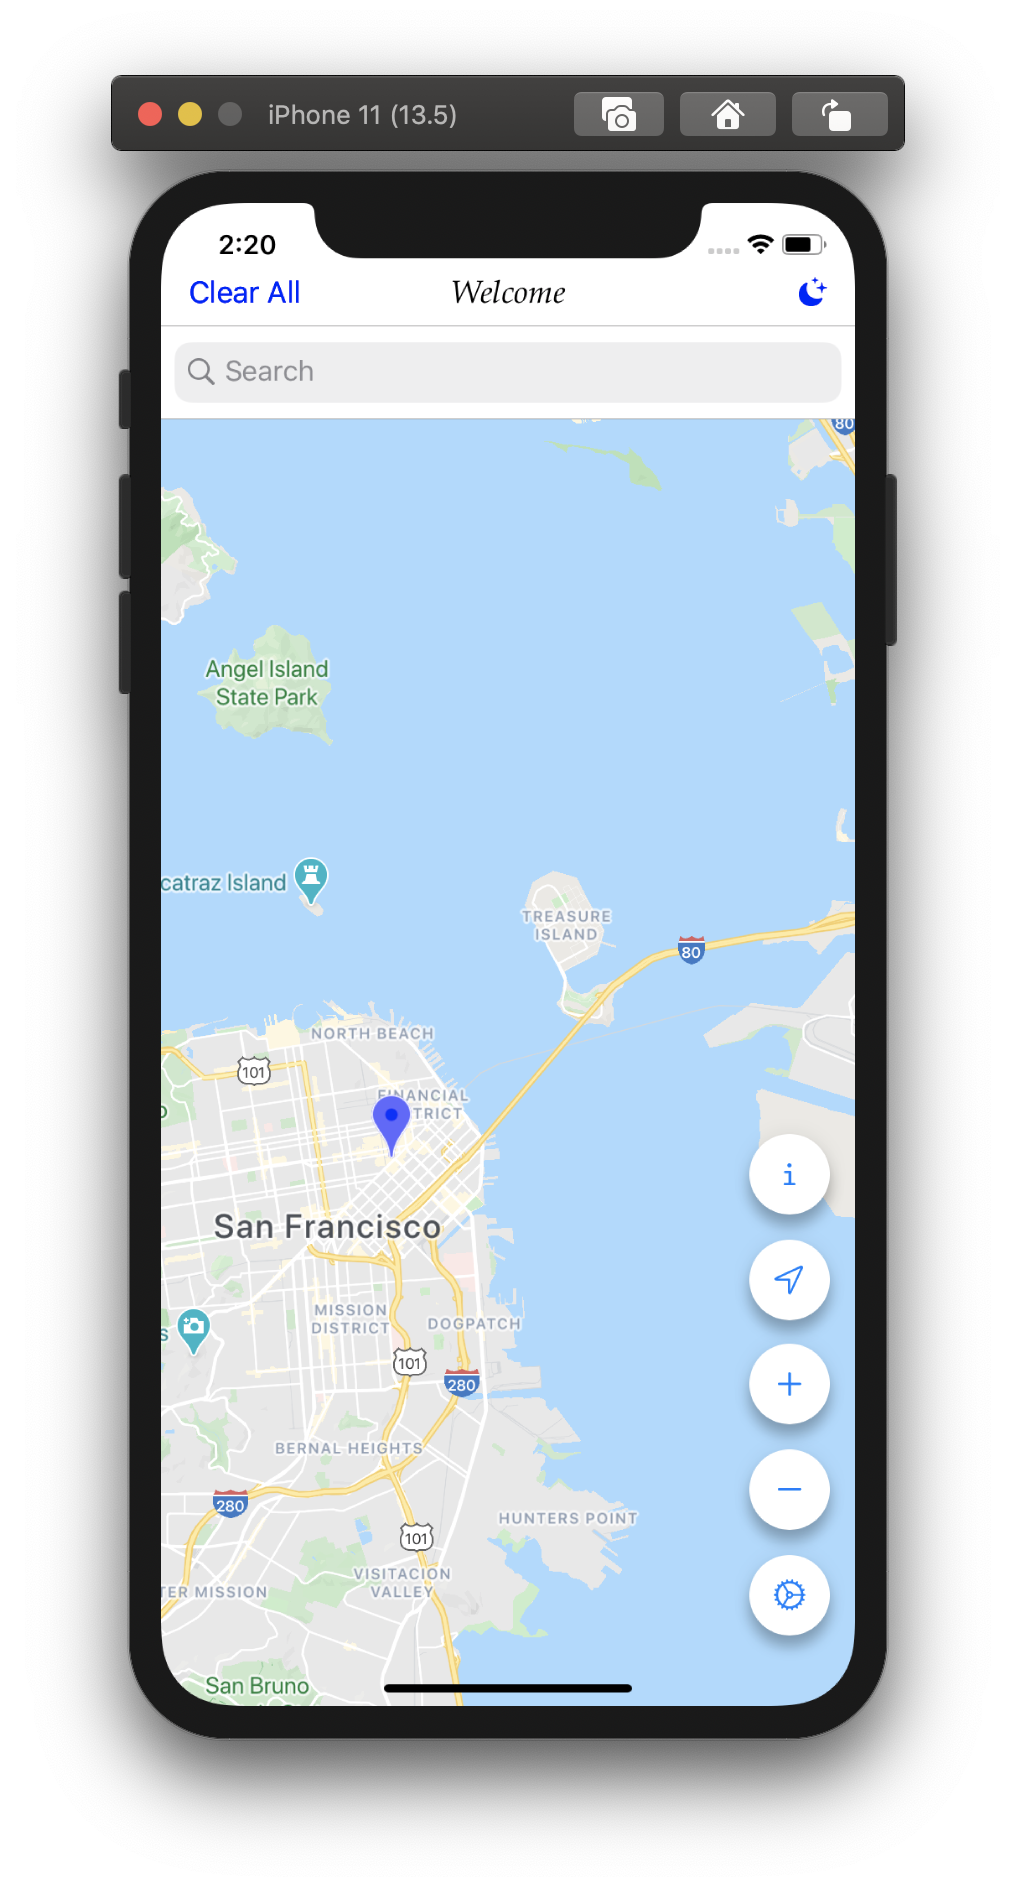 iPhone 11 (13.5)
2:20
Clear All
Welcome
Search
80
Angel Island
State Park
catraz Island
TREASURE
ISLAND
80
NORTH BEACH
101
FINANCIAL
TRICT
i
San Francisco
MISSION
DISTRICT
DOGPATCH
s
101
280
BERNAL HEIGHTS
280
HUNTERS POINT
101
VISITACION
VALLEY
TER MISSION
San Bruno